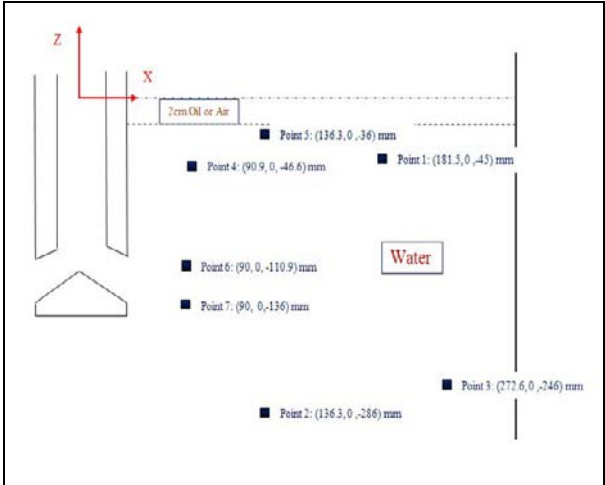 Z
X
2cm Oil or Air
Point 5: (136.3, 0 ,-36) mm
Point 1: (181.5, 0 ,-45) mm
Point 4: (90.9, 0, -46.6) mm
Water
Point 6: (90, 0, -110.9) mm
Point 7: (90, 0,-136) mm
Point 3: (272.6, 0 ,-246) mm
Point 2: (136.3, 0 ,-286) mm